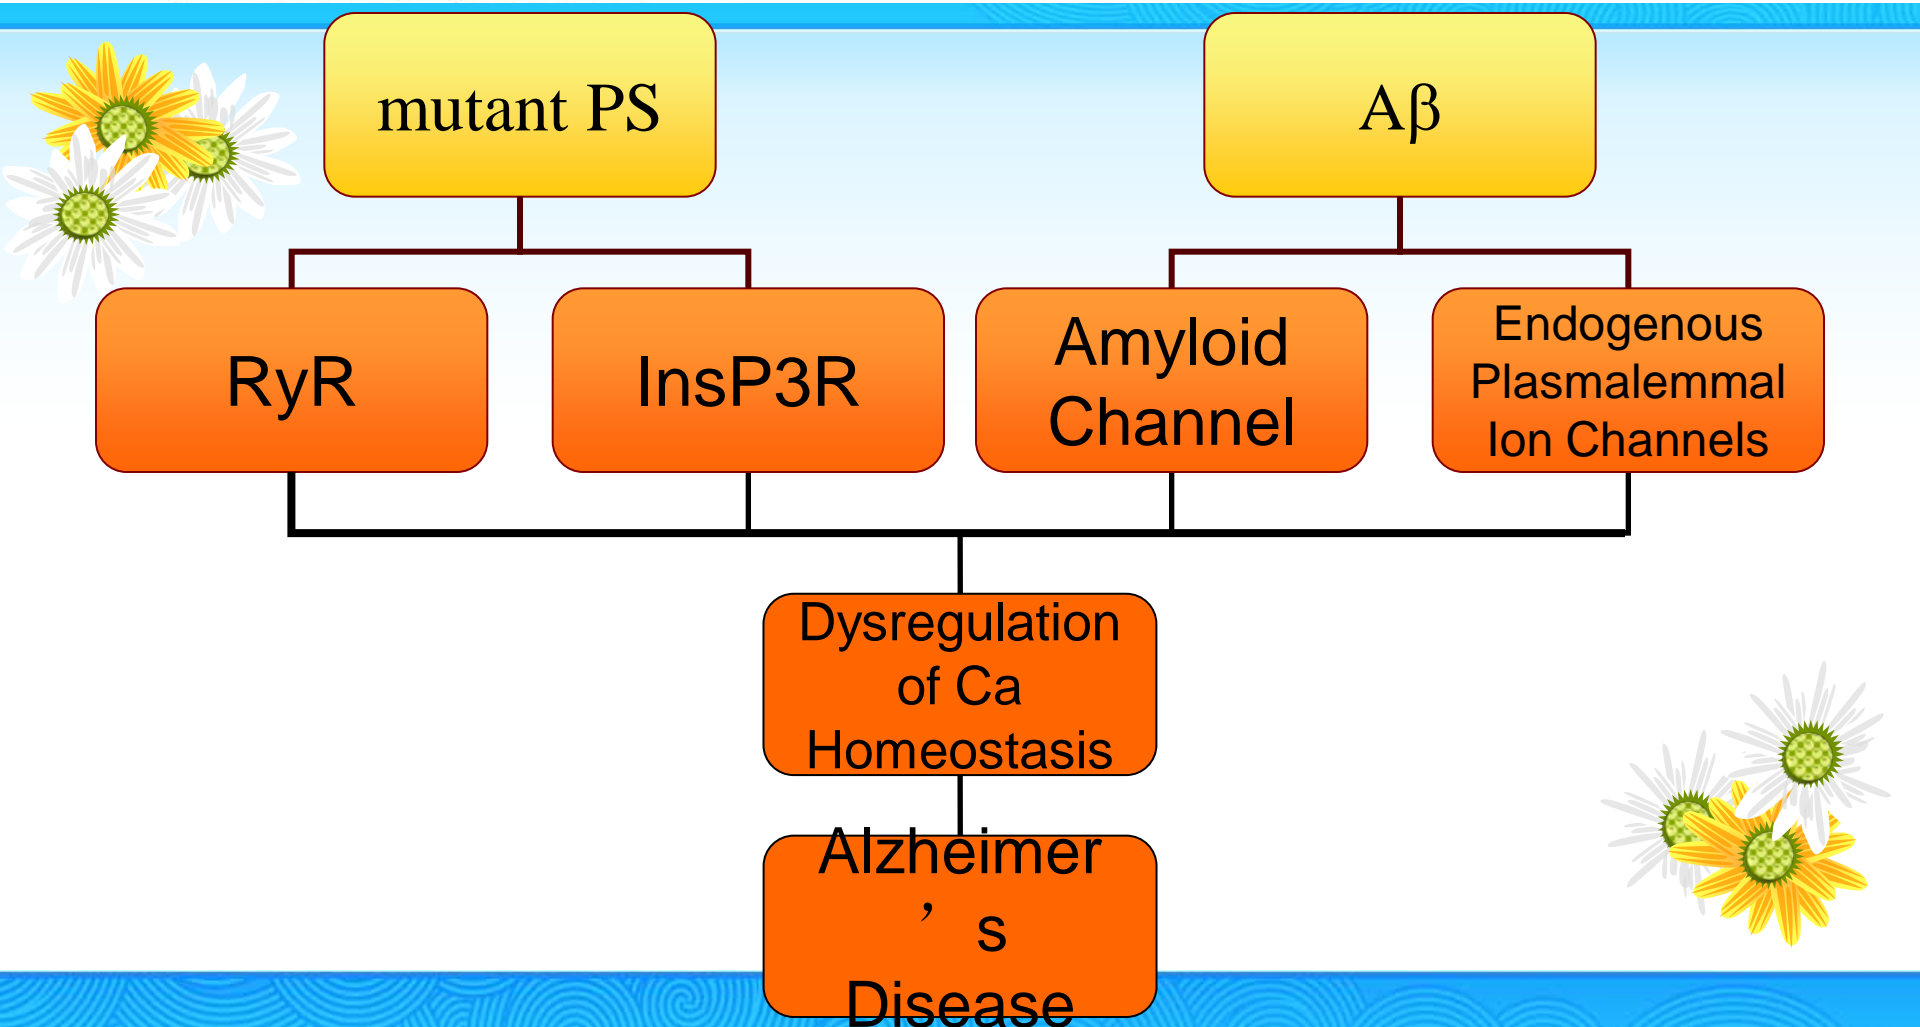 mutant PS
Aβ
RyR
InsP3R
Amyloid
Channel
Endogenous
Plasmalemmal
Ion Channels
Dysregulation
of Ca
Homeostasis
Alzheimer
’ s
Disease